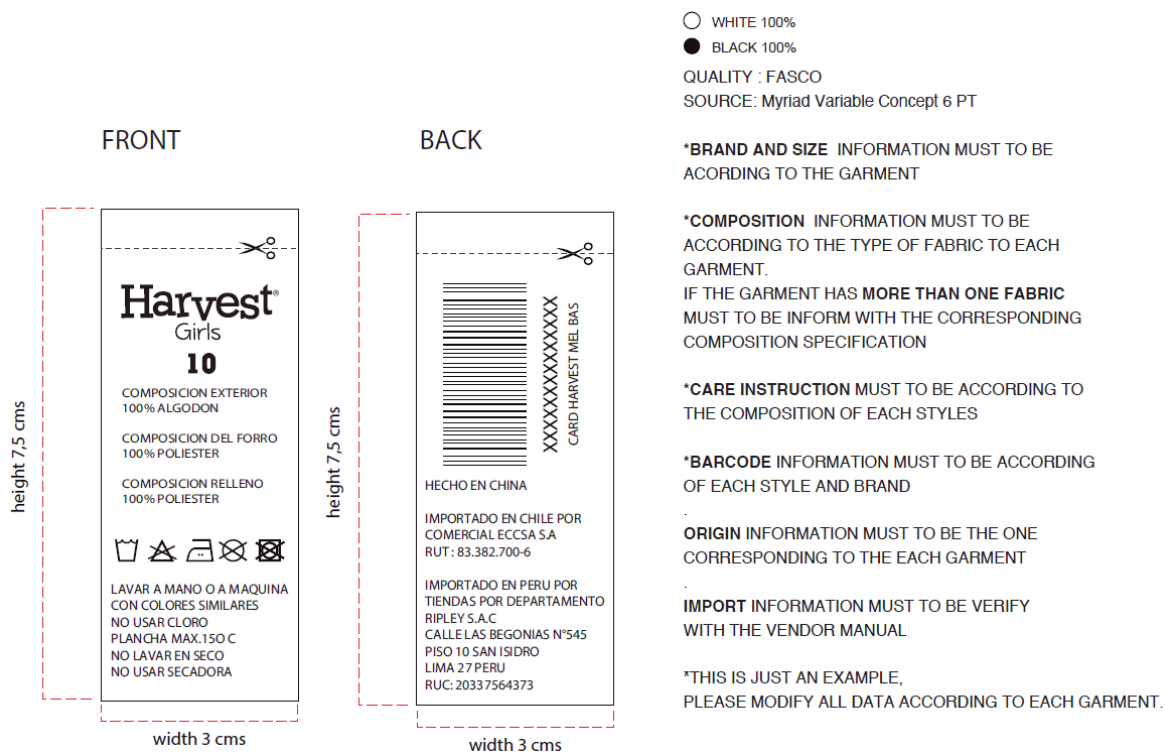 FRONT
height 7,5 cms
Harvest®
Girls
10
COMPOSICION EXTERIOR
100% ALGODON
COMPOSICION DEL FORRO
100% POLIESTER
COMPOSICION RELLENO
100% POLIESTER
LAVAR A MANO O A MAQUINA
CON COLORES SIMILARES
NO USAR CLORO
PLANCHA MAX.150 C
NO LAVAR EN SECO
NO USAR SECADORA
width 3 cms
BACK
height 7,5 cms
XXXXXXXXXXXXXXXXX
CARD HARVEST MEL BAS
HECHO EN CHINA
IMPORTADO EN CHILE POR
COMERCIAL ECCSA S.A
RUT : 83.382.700-6
IMPORTADO EN PERU POR
TIENDAS POR DEPARTAMENTO
RIPLEY S.A.C
CALLE LAS BEGONIAS N°545
PISO 10 SAN ISIDRO
LIMA 27 PERU
RUC: 20337564373
width 3 cms
WHITE 100%
BLACK 100%
QUALITY : FASCO
SOURCE: Myriad Variable Concept 6 PT
*BRAND AND SIZE INFORMATION MUST TO BE
ACORDING TO THE GARMENT
*COMPOSITION INFORMATION MUST TO BE
ACCORDING TO THE TYPE OF FABRIC TO EACH
GARMENT.
IF THE GARMENT HAS MORE THAN ONE FABRIC
MUST TO BE INFORM WITH THE CORRESPONDING
COMPOSITION SPECIFICATION
*CARE INSTRUCTION MUST TO BE ACCORDING TO
THE COMPOSITION OF EACH STYLES
*BARCODE INFORMATION MUST TO BE ACCORDING
OF EACH STYLE AND BRAND
.
ORIGIN INFORMATION MUST TO BE THE ONE
CORRESPONDING TO THE EACH GARMENT
.
IMPORT INFORMATION MUST TO BE VERIFY
WITH THE VENDOR MANUAL
*THIS IS JUST AN EXAMPLE,
PLEASE MODIFY ALL DATA ACCORDING TO EACH GARMENT.